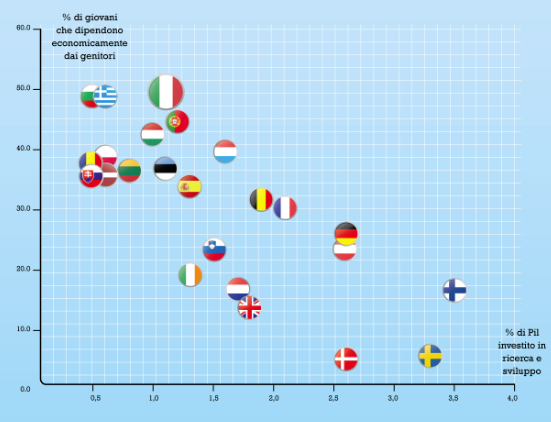 % di giovani
che dipendono
economicamente
dai genitori
60.0
50.0
40.0
30.0
20.0
10.0
0.0
% di Pil
investito in
ricerca e
sviluppo
0,5 1,0 1,5 2,0 2,5 3,0 3,5 4,0